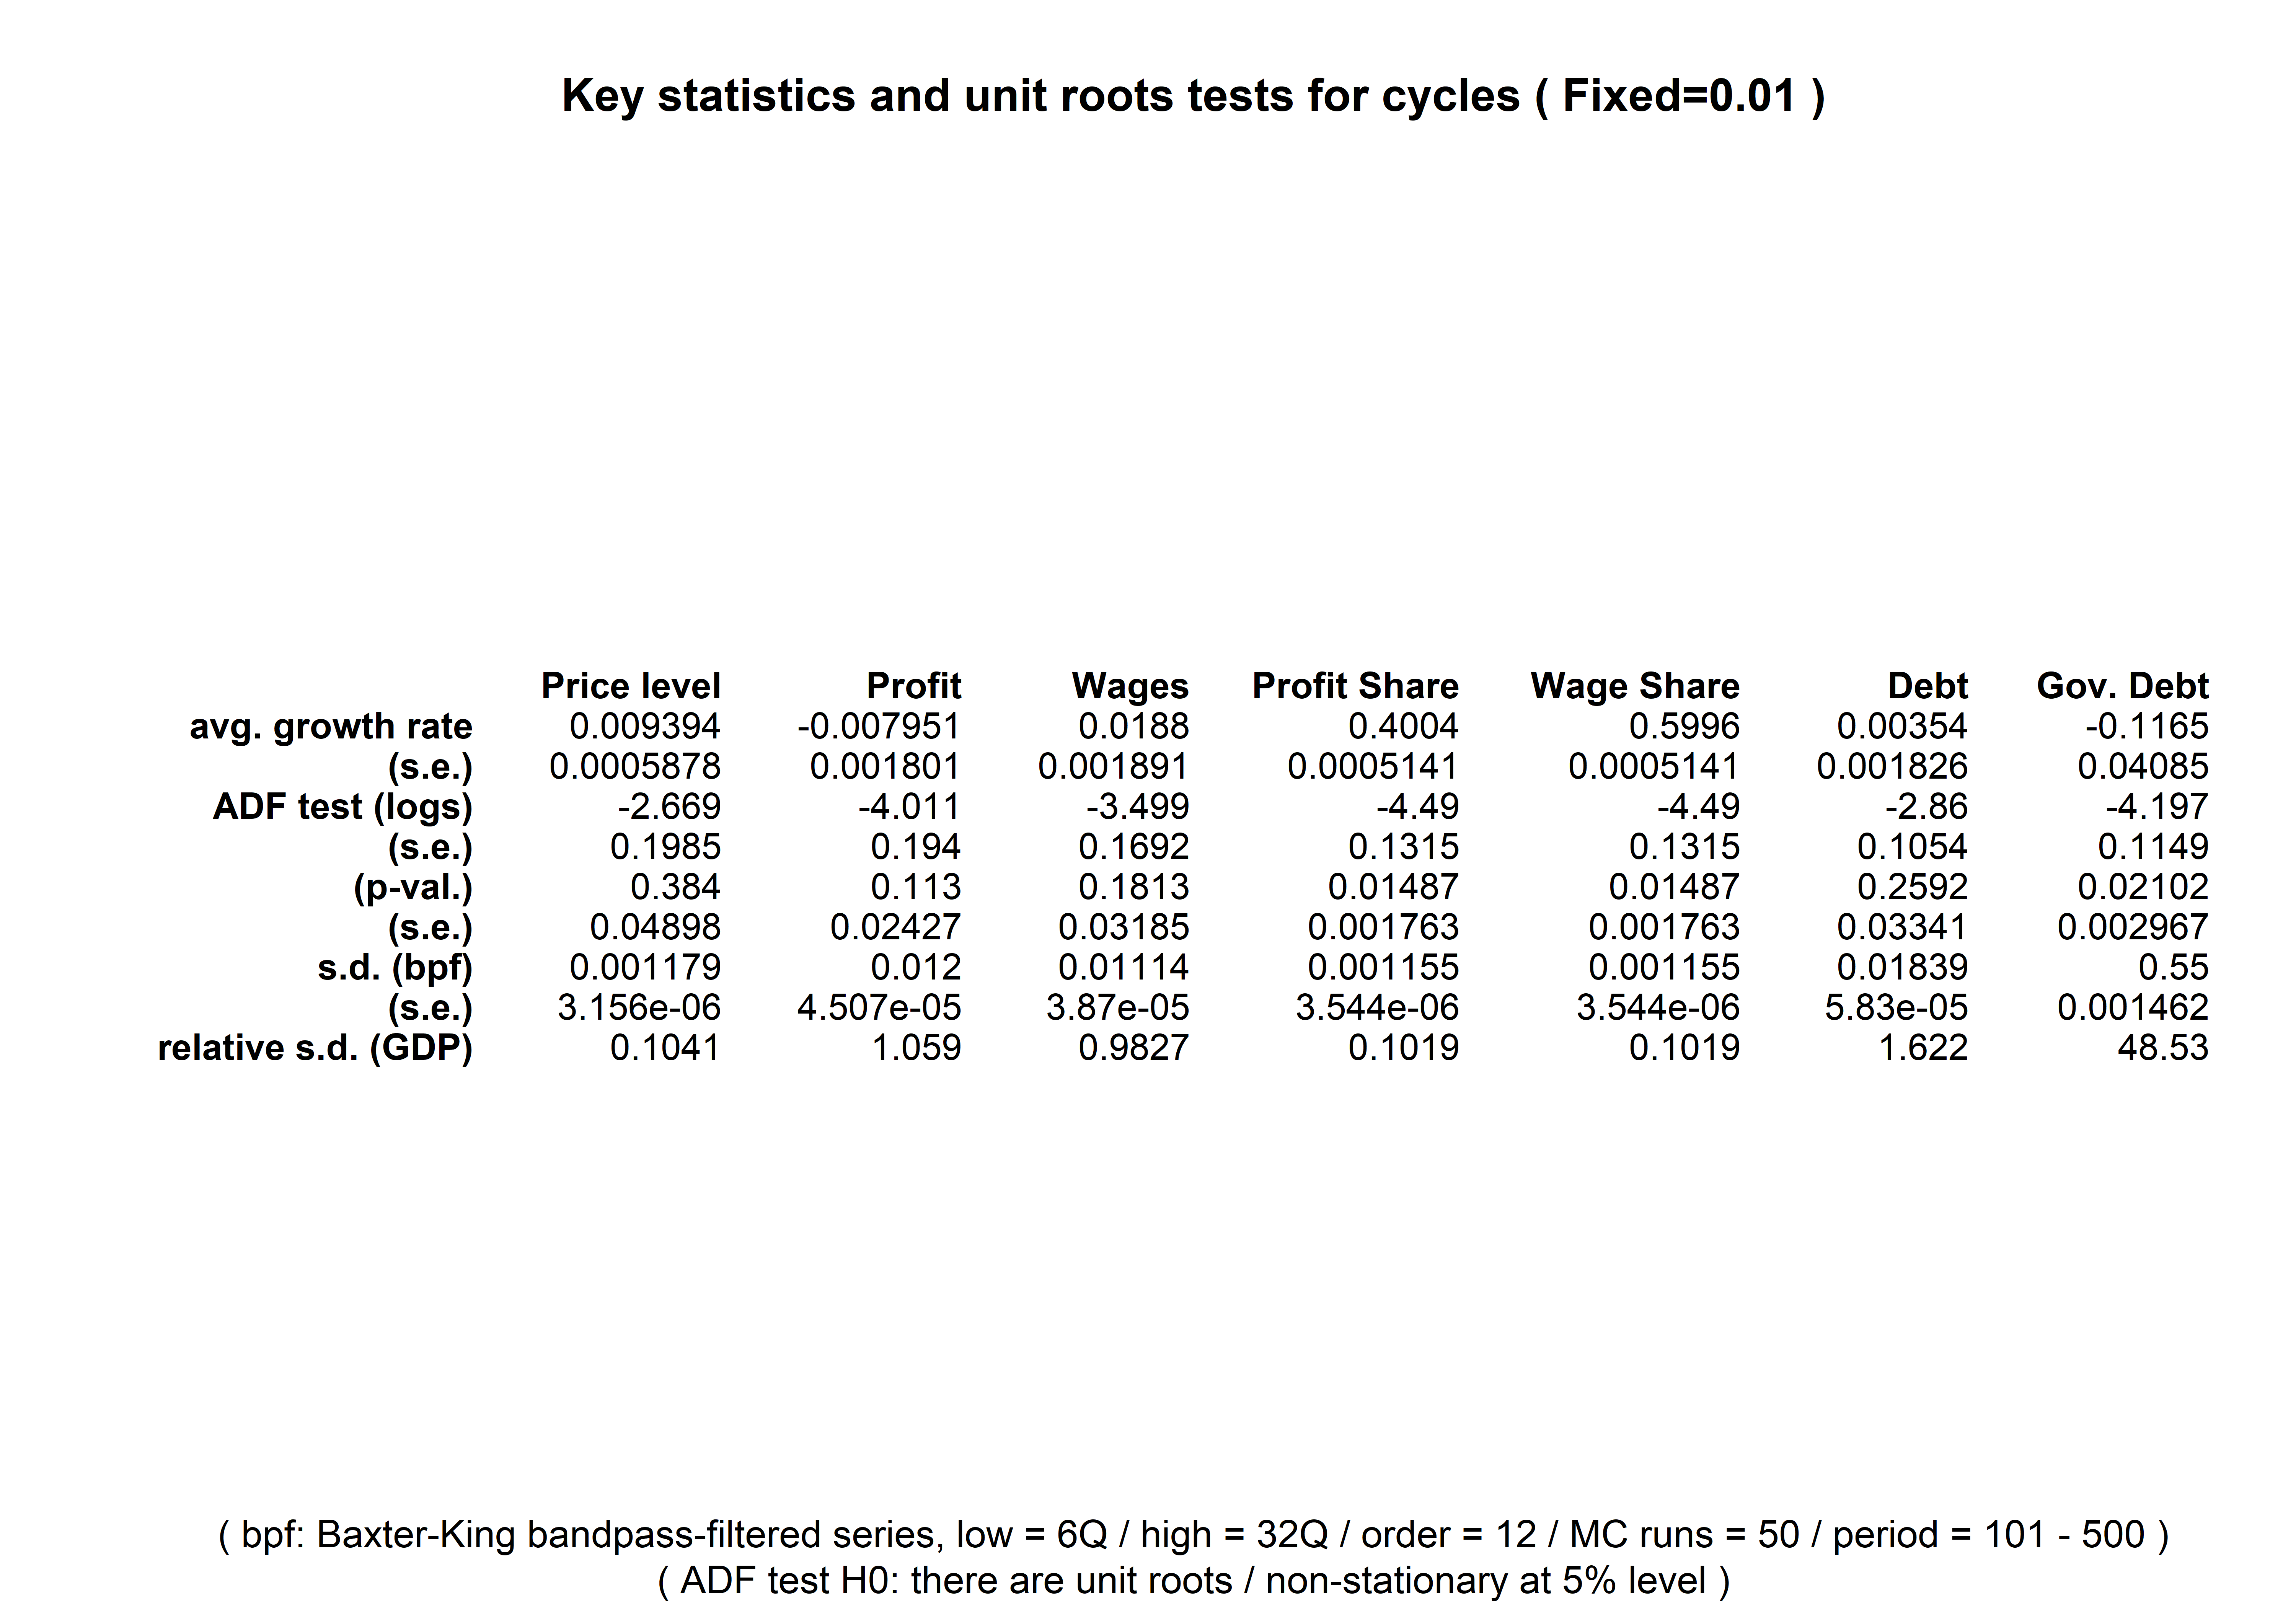 Key statistics and unit roots tests for cycles ( Fixed=0.01 )
Price level Profit Wages Profit Share Wage Share Debt Gov. Debt
avg. growth rate 0.009394 -0.007951 0.0188 0.4004 0.5996 0.00354 -0.1165
(s.e.) 0.0005878 0.001801 0.001891 0.0005141 0.0005141 0.001826 0.04085
ADF test (logs) -2.669 -4.011 -3.499 -4.49 -4.49 -2.86 -4.197
(s.e.) 0.1985 0.194 0.1692 0.1315 0.1315 0.1054 0.1149
(p-val.) 0.384 0.113 0.1813 0.01487 0.01487 0.2592 0.02102
(s.e.) 0.04898 0.02427 0.03185 0.001763 0.001763 0.03341 0.002967
s.d. (bpf) 0.001179 0.012 0.01114 0.001155 0.001155 0.01839 0.55
(s.e.) 3.156e-06 4.507e-05 3.87e-05 3.544e-06 3.544e-06 5.83e-05 0.001462
relative s.d. (GDP) 0.1041 1.059 0.9827 0.1019 0.1019 1.622 48.53
( bpf: Baxter-King bandpass-filtered series, low = 6Q / high = 32Q / order = 12 / MC runs = 50 / period = 101 - 500 )
( ADF test H0: there are unit roots / non-stationary at 5% level )